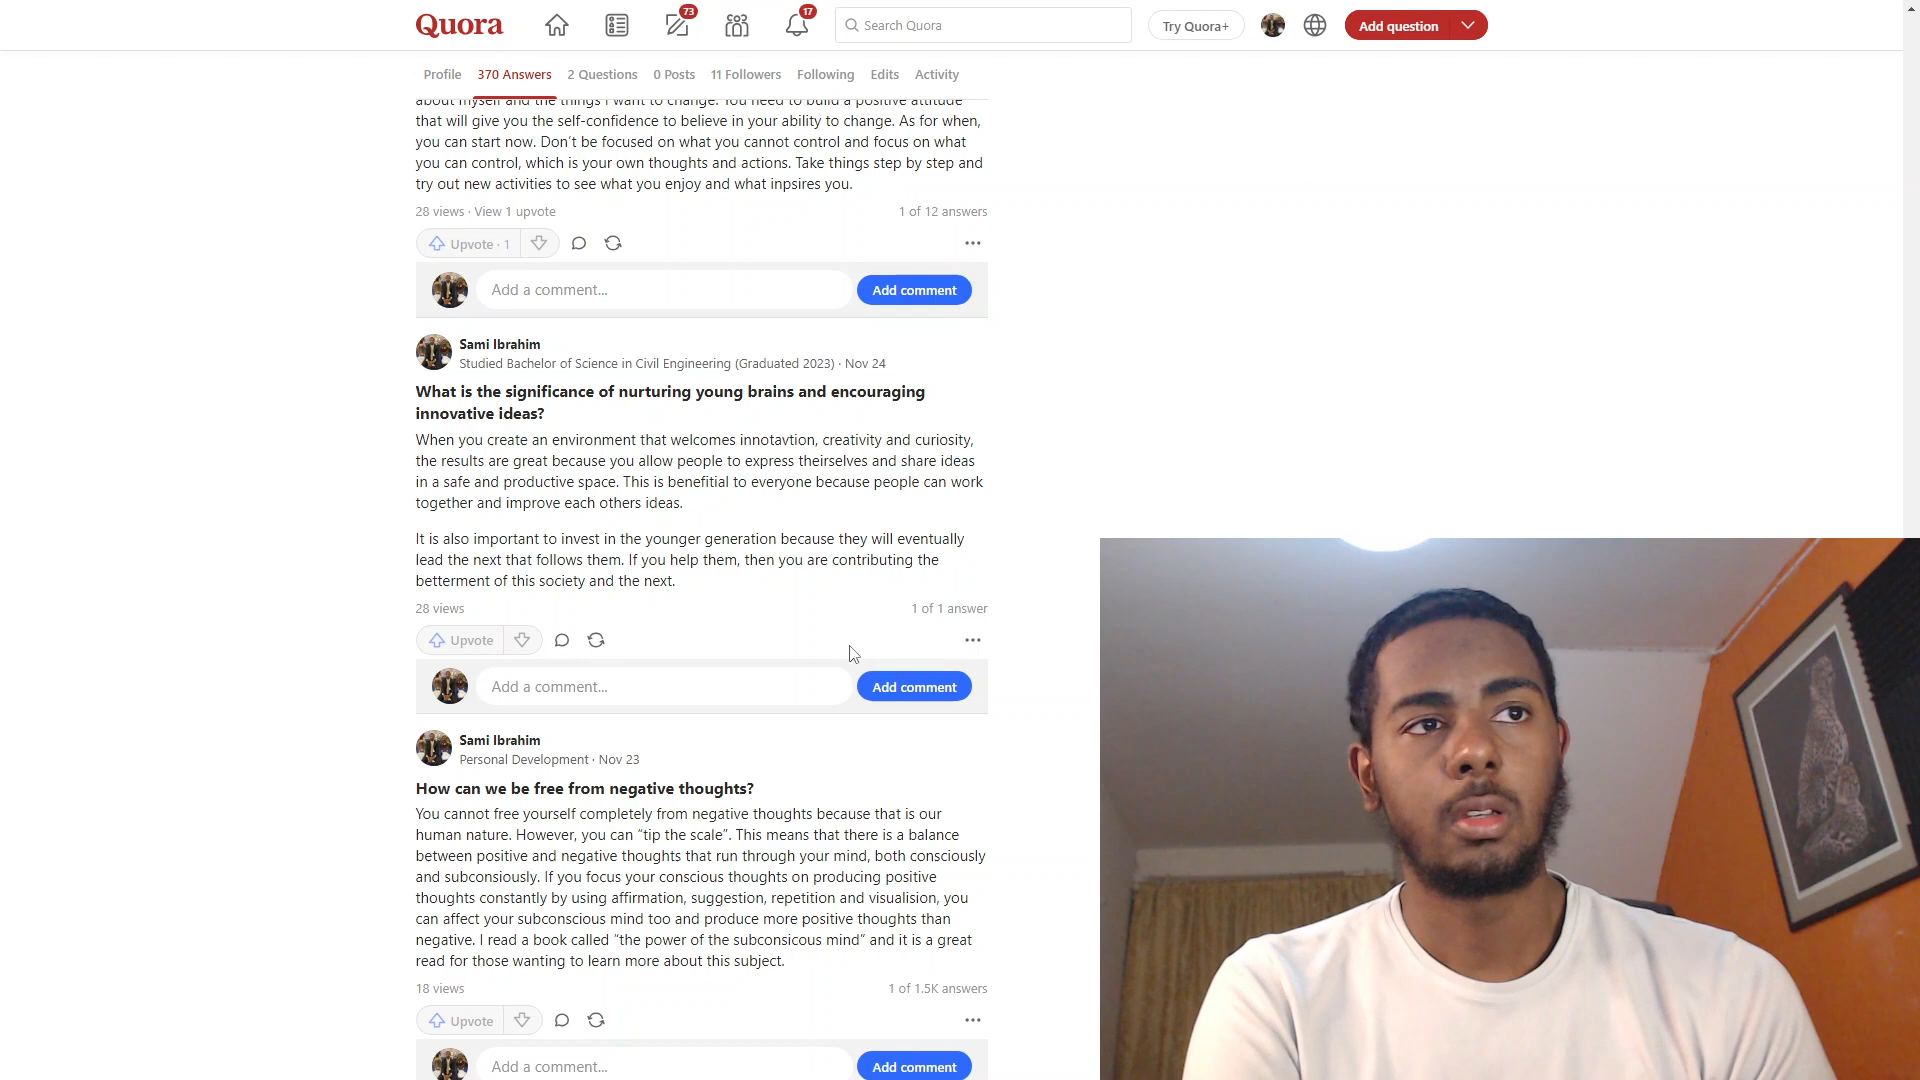 Quora
73
17
Search Quora
Try Quora+
Add question
Profile
370 Answers
2 Questions
0 Posts
11 Followers
Following
Edits
Activity
about myself and the things I want to change. You need to build a positive attitude
that will give you the self-confidence to believe in your ability to change. As for when,
you can start now. Don't be focused on what you cannot control and focus on what
you can control, which is your own thoughts and actions. Take things step by step and
try out new activities to see what you enjoy and what inpsires you.
28 views · View 1 upvote
1 of 12 answers
Upvote · 1
Add a comment...
Add comment
Sami Ibrahim
Studied Bachelor of Science in Civil Engineering (Graduated 2023) · Nov 24
What is the significance of nurturing young brains and encouraging
innovative ideas?
When you create an environment that welcomes innotavtion, creativity and curiosity,
the results are great because you allow people to express theirselves and share ideas
in a safe and productive space. This is benefitial to everyone because people can work
together and improve each others ideas.
It is also important to invest in the younger generation because they will eventually
lead the next that follows them. If you help them, then you are contributing the
betterment of this society and the next.
28 views
1 of 1 answer
Upvote
Add a comment...
Add comment
Sami Ibrahim
Personal Development · Nov 23
How can we be free from negative thoughts?
You cannot free yourself completely from negative thoughts because that is our
human nature. However, you can “tip the scale”. This means that there is a balance
between positive and negative thoughts that run through your mind, both consciously
and subconsiously. If you focus your conscious thoughts on producing positive
thoughts constantly by using affirmation, suggestion, repetition and visualision, you
can affect your subconscious mind too and produce more positive thoughts than
negative. I read a book called “the power of the subconsicous mind” and it is a great
read for those wanting to learn more about this subject.
18 views
1 of 1.5K answers
Upvote
Add a comment...
Add comment